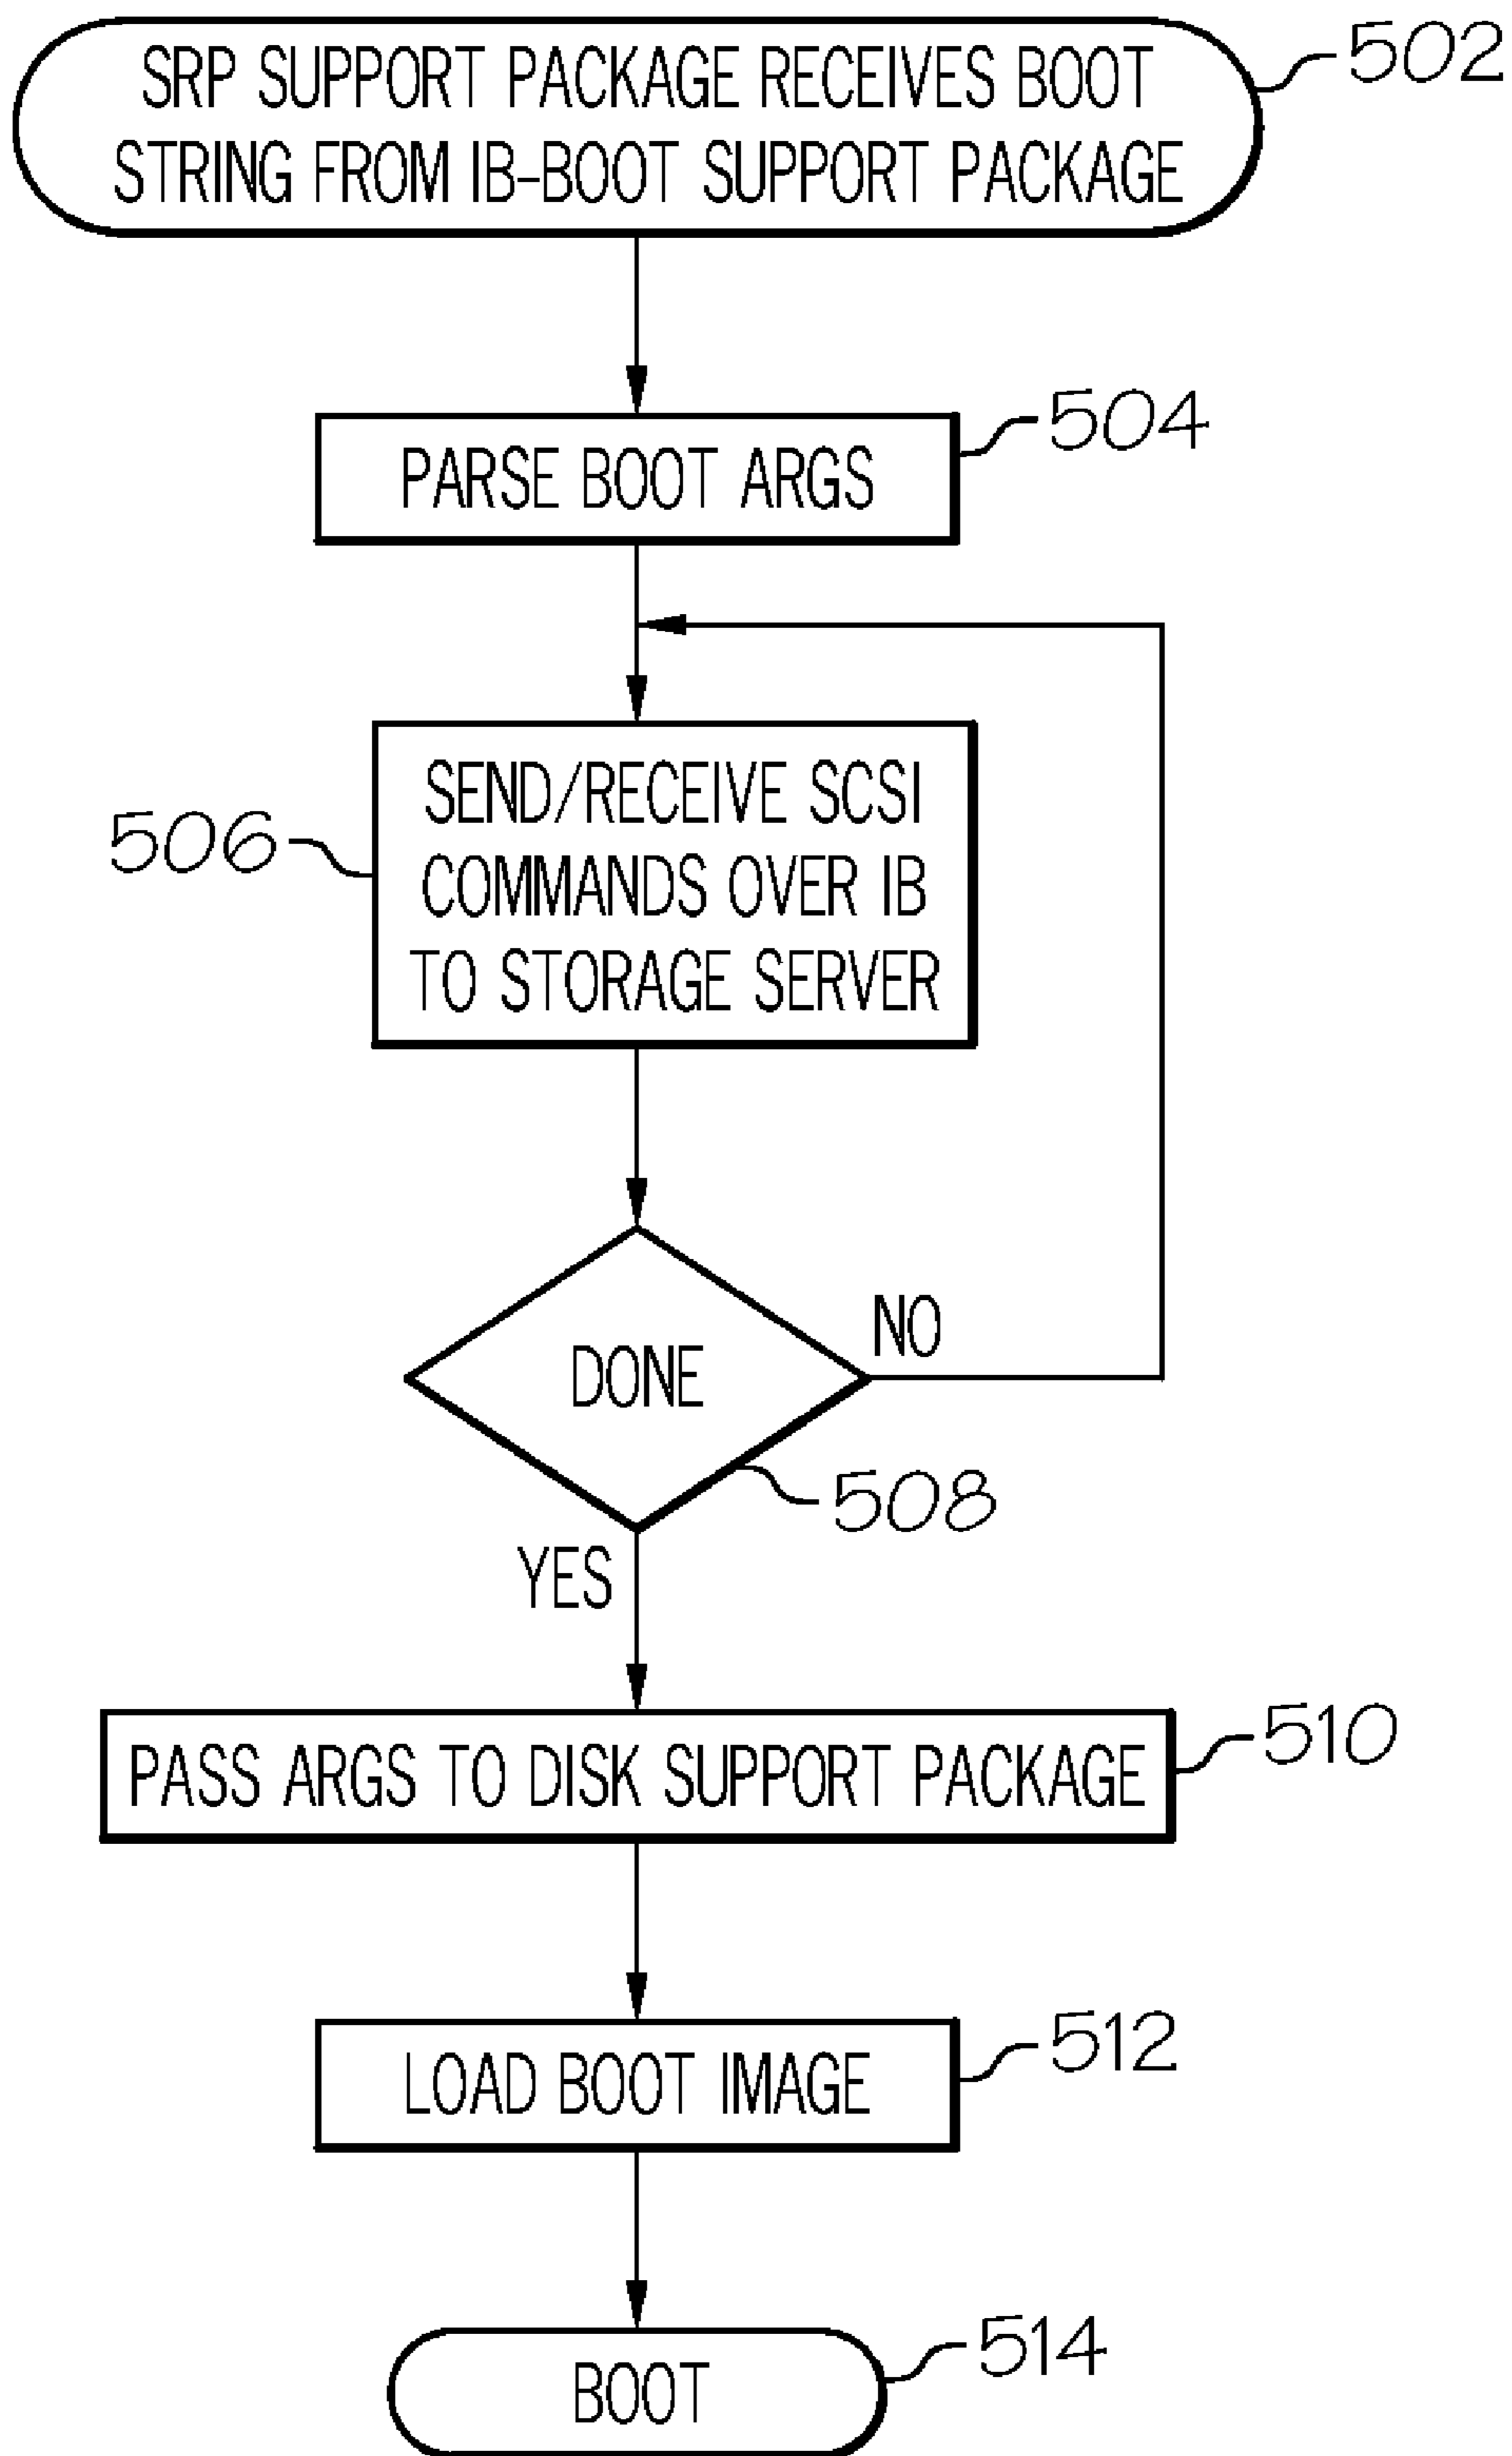 SRP SUPPORT PACKAGE RECEIVES BOOT
STRING FROM IB-BOOT SUPPORT PACKAGE
502
PARSE BOOT ARGS
504
SEND/RECEIVE SCSI
COMMANDS OVER IB
TO STORAGE SERVER
506
DONE
NO
508
YES
PASS ARGS TO DISK SUPPORT PACKAGE
510
LOAD BOOT IMAGE
512
BOOT
514